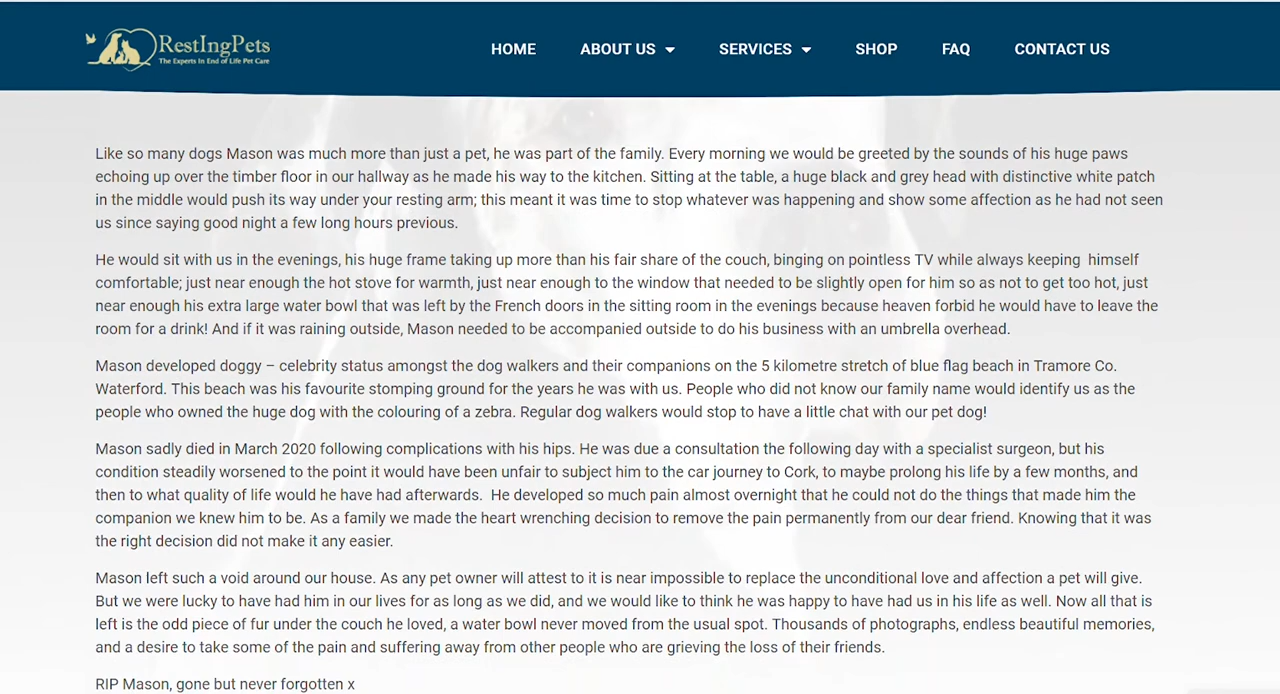 RestIngPets
The Experts In End of Life Pet Care
HOME ABOUT US SERVICES SHOP FAQ CONTACT US
Like so many dogs Mason was much more than just a pet, he was part of the family. Every morning we would be greeted by the sounds of his huge paws
echoing up over the timber floor in our hallway as he made his way to the kitchen. Sitting at the table, a huge black and grey head with distinctive white patch
in the middle would push its way under your resting arm; this meant it was time to stop whatever was happening and show some affection as he had not seen
us since saying good night a few long hours previous.
He would sit with us in the evenings, his huge frame taking up more than his fair share of the couch, binging on pointless TV while always keeping  himself
comfortable; just near enough the hot stove for warmth, just near enough to the window that needed to be slightly open for him so as not to get too hot, just
near enough his extra large water bowl that was left by the French doors in the sitting room in the evenings because heaven forbid he would have to leave the
room for a drink! And if it was raining outside, Mason needed to be accompanied outside to do his business with an umbrella overhead.
Mason developed doggy – celebrity status amongst the dog walkers and their companions on the 5 kilometre stretch of blue flag beach in Tramore Co.
Waterford. This beach was his favourite stomping ground for the years he was with us. People who did not know our family name would identify us as the
people who owned the huge dog with the colouring of a zebra. Regular dog walkers would stop to have a little chat with our pet dog!
Mason sadly died in March 2020 following complications with his hips. He was due a consultation the following day with a specialist surgeon, but his
condition steadily worsened to the point it would have been unfair to subject him to the car journey to Cork, to maybe prolong his life by a few months, and
then to what quality of life would he have had afterwards.  He developed so much pain almost overnight that he could not do the things that made him the
companion we knew him to be. As a family we made the heart wrenching decision to remove the pain permanently from our dear friend. Knowing that it was
the right decision did not make it any easier.
Mason left such a void around our house. As any pet owner will attest to it is near impossible to replace the unconditional love and affection a pet will give.
But we were lucky to have had him in our lives for as long as we did, and we would like to think he was happy to have had us in his life as well. Now all that is
left is the odd piece of fur under the couch he loved, a water bowl never moved from the usual spot. Thousands of photographs, endless beautiful memories,
and a desire to take some of the pain and suffering away from other people who are grieving the loss of their friends.
RIP Mason, gone but never forgotten x